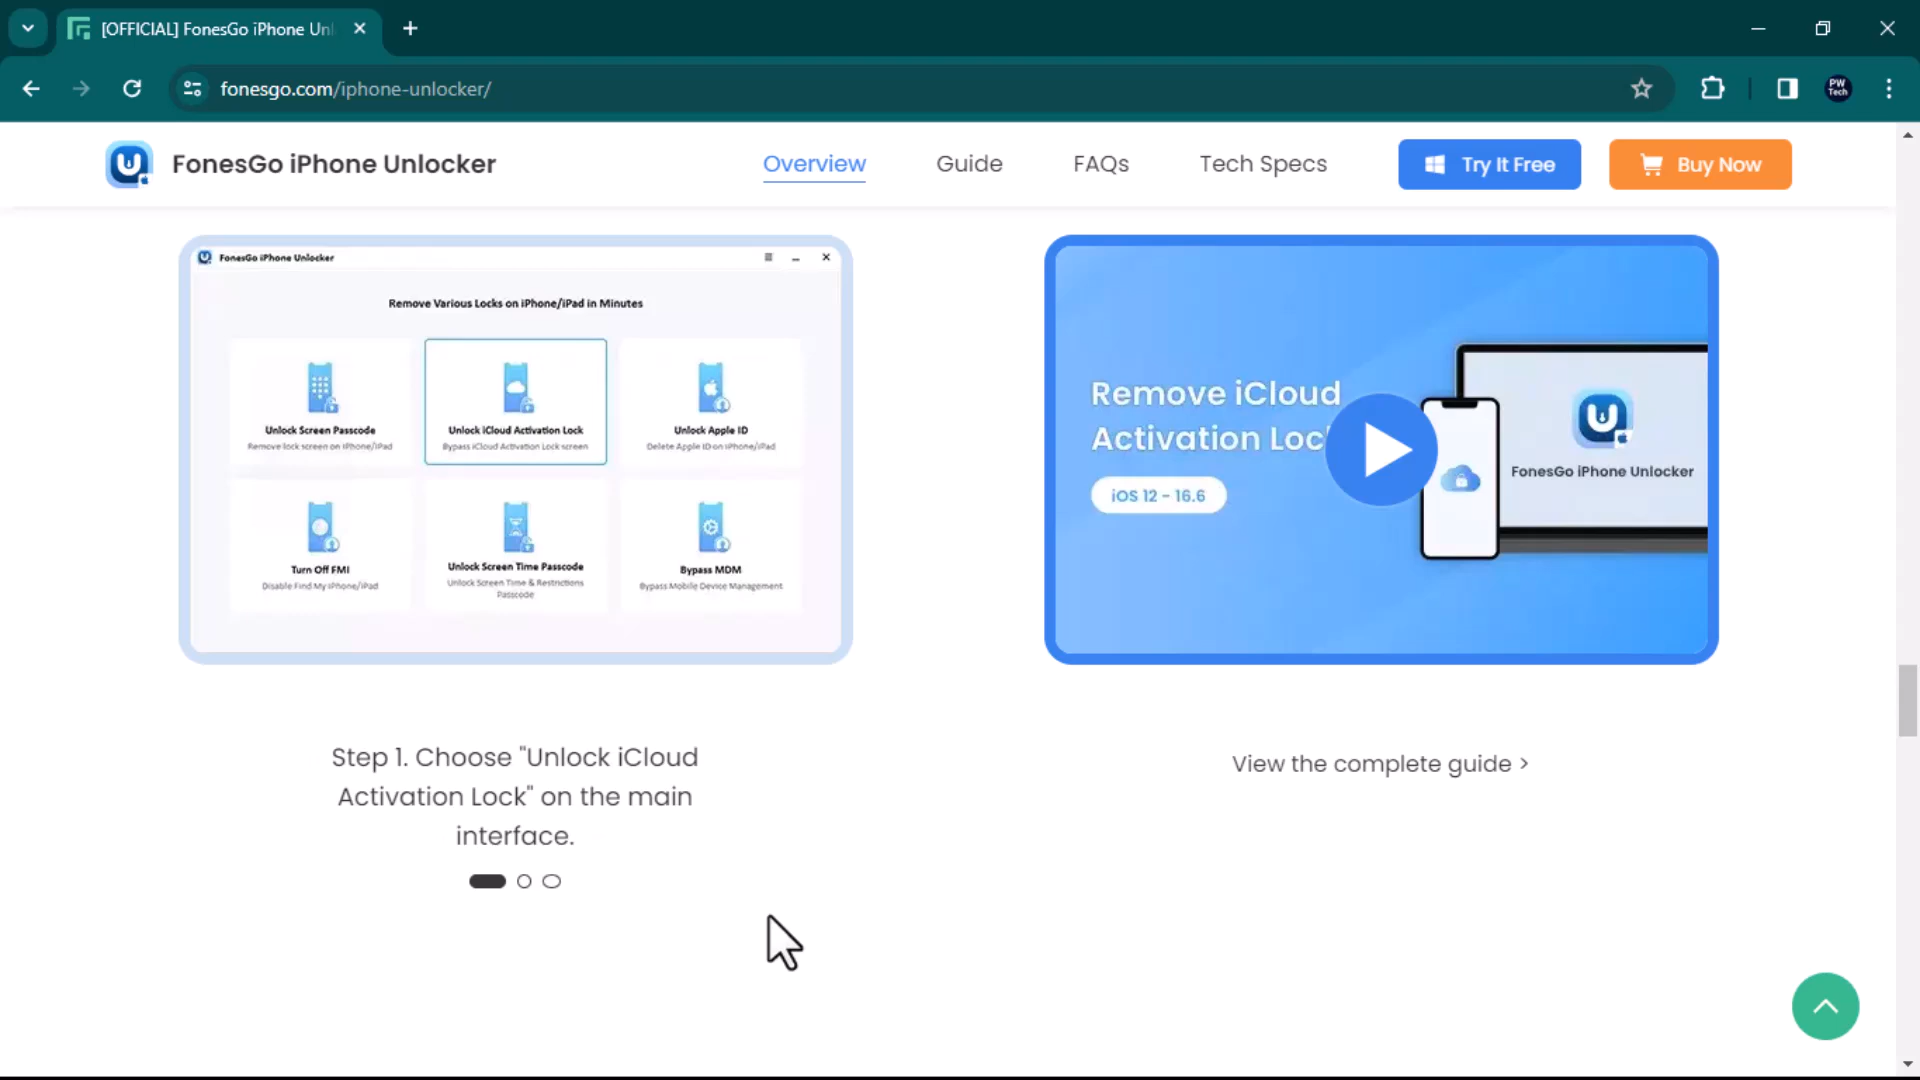 [OFFICIAL] FonesGo iPhone Unl
fonesgo.com/iphone-unlocker/
PW
Tech
FonesGo iPhone Unlocker
Overview
Guide
FAQs
Tech Specs
Try It Free
Buy Now
FonesGo iPhone Unlocker
Remove Various Locks on iPhone/iPad in Minutes
Unlock Screen Passcode
Remove lock screen on iPhone/iPad
Unlock iCloud Activation Lock
Bypass iCloud Activation Lock screen
Unlock Apple ID
Delete Apple ID on iPhone/iPad
Turn Off FMI
Disable Find My iPhone/iPad
Unlock Screen Time Passcode
Unlock Screen Time & Restrictions
Passcode
Bypass MDM
Bypass Mobile Device Management
Remove iCloud
Activation Loc
iOS 12 - 16.6
FonesGo iPhone Unlocker
Step 1. Choose "Unlock iCloud
Activation Lock" on the main
interface.
View the complete guide >